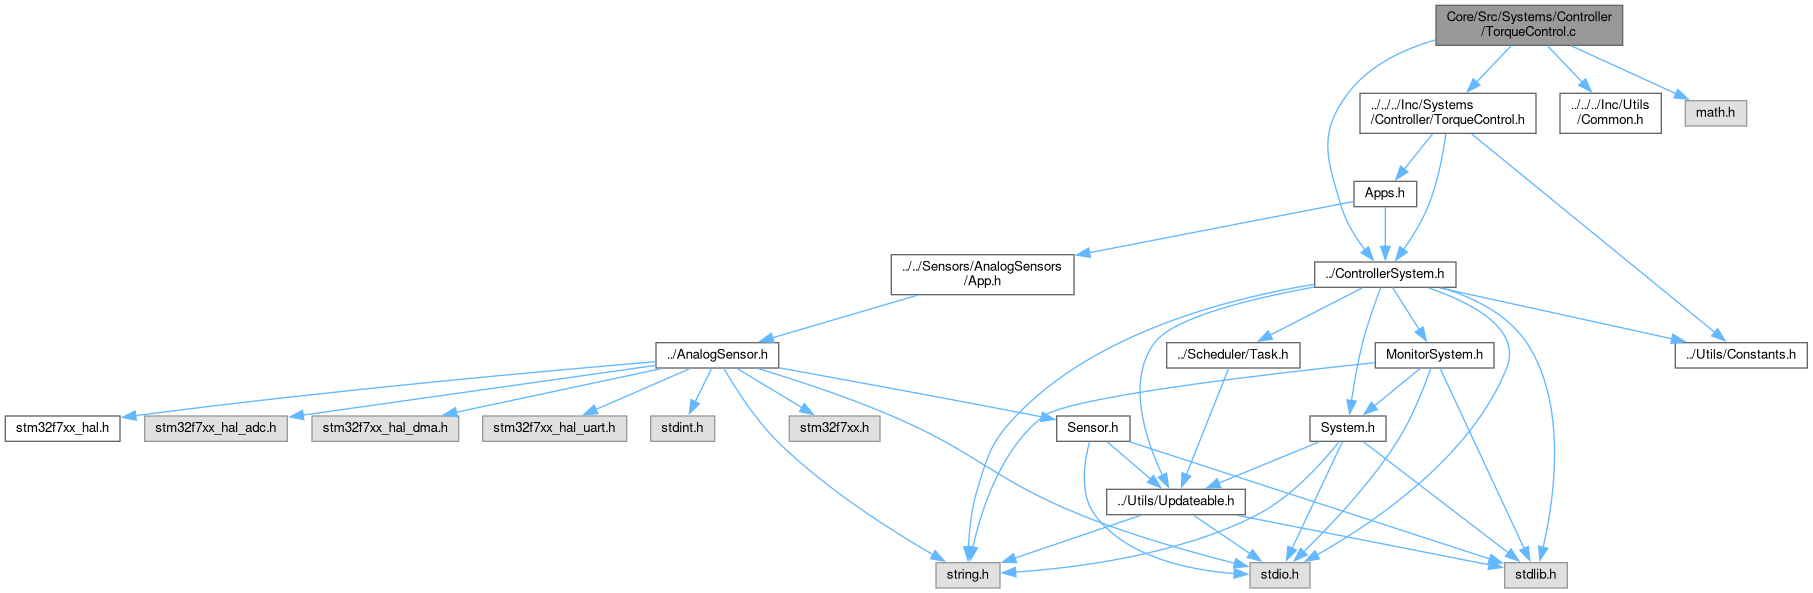 Core/Src/Systems/Controller
/TorqueControl.c
../../../Inc/Systems
/Controller/TorqueControl.h
../../../Inc/Utils
/Common.h
math.h
Apps.h
../../Sensors/AnalogSensors
/App.h
../ControllerSystem.h
../AnalogSensor.h
../Scheduler/Task.h
MonitorSystem.h
../Utils/Constants.h
stm32f7xx_hal.h
stm32f7xx_hal_adc.h
stm32f7xx_hal_dma.h
stm32f7xx_hal_uart.h
stdint.h
stm32f7xx.h
Sensor.h
System.h
../Utils/Updateable.h
string.h
stdio.h
stdlib.h